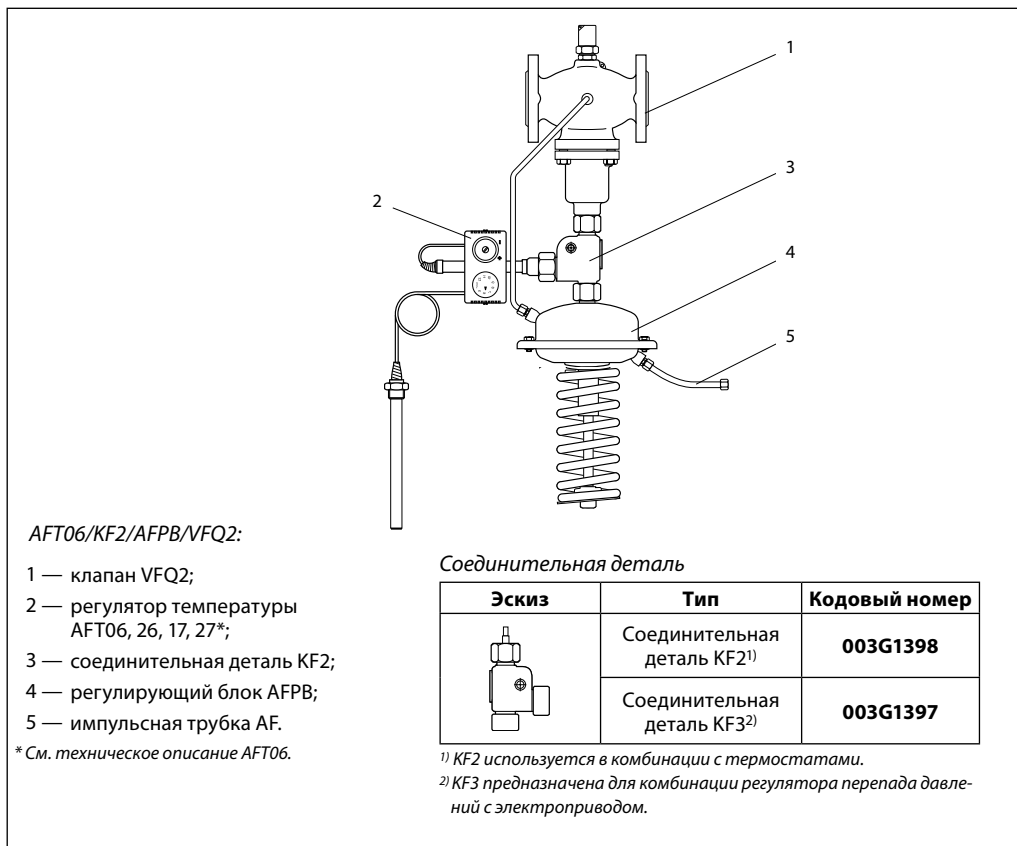 1
3
2
4
5
AFT06/KF2/AFPB/VFQ2:
1 — клапан VFQ2;
2 — регулятор температуры
AFT06, 26, 17, 27*;
3 — соединительная деталь KF2;
4 — регулирующий блок AFPB;
5 — импульсная трубка AF.
* См. техническое описание AFT06.
Соединительная деталь
Эскиз Тип Кодовый номер
Соединительная
деталь KF2¹⁾
003G1398
Соединительная
деталь KF3²⁾
003G1397
¹⁾ KF2 используется в комбинации с термостатами.
²⁾ KF3 предназначена для комбинации регулятора перепада давле-
ний с электроприводом.